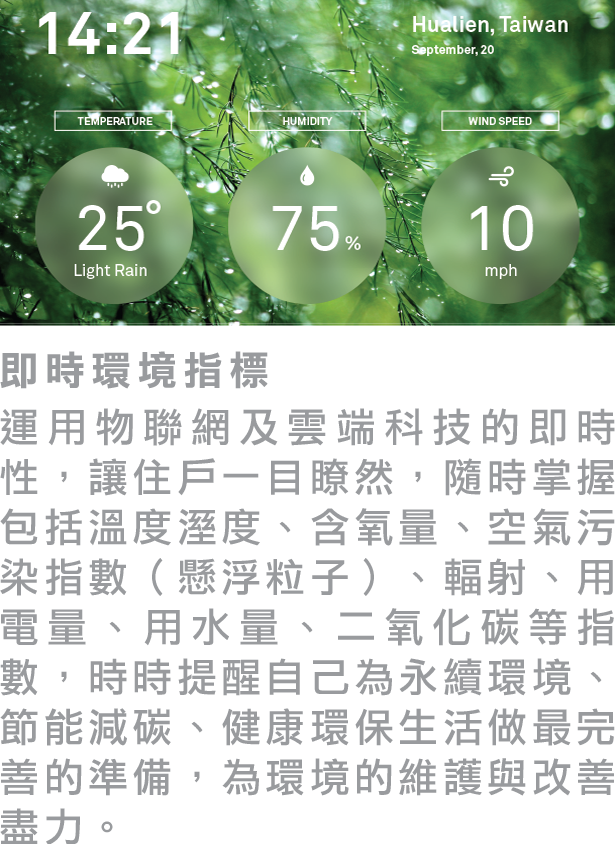 14:21
Hualien, Taiwan
September, 20
TEMPERATURE
HUMIDITY
WIND SPEED
25°
75%
10
Light Rain
mph
即時環境指標
運用物聯網及雲端科技的即時
性，讓住戶一目瞭然，隨時掌握
包括溫度溼度、含氧量、空氣污
染指數（懸浮粒子）、輻射、用
電量、用水量、二氧化碳等指
數，時時提醒自己為永續環境、
節能減碳、健康環保生活做最完
善的準備，為環境的維護與改善
盡力。